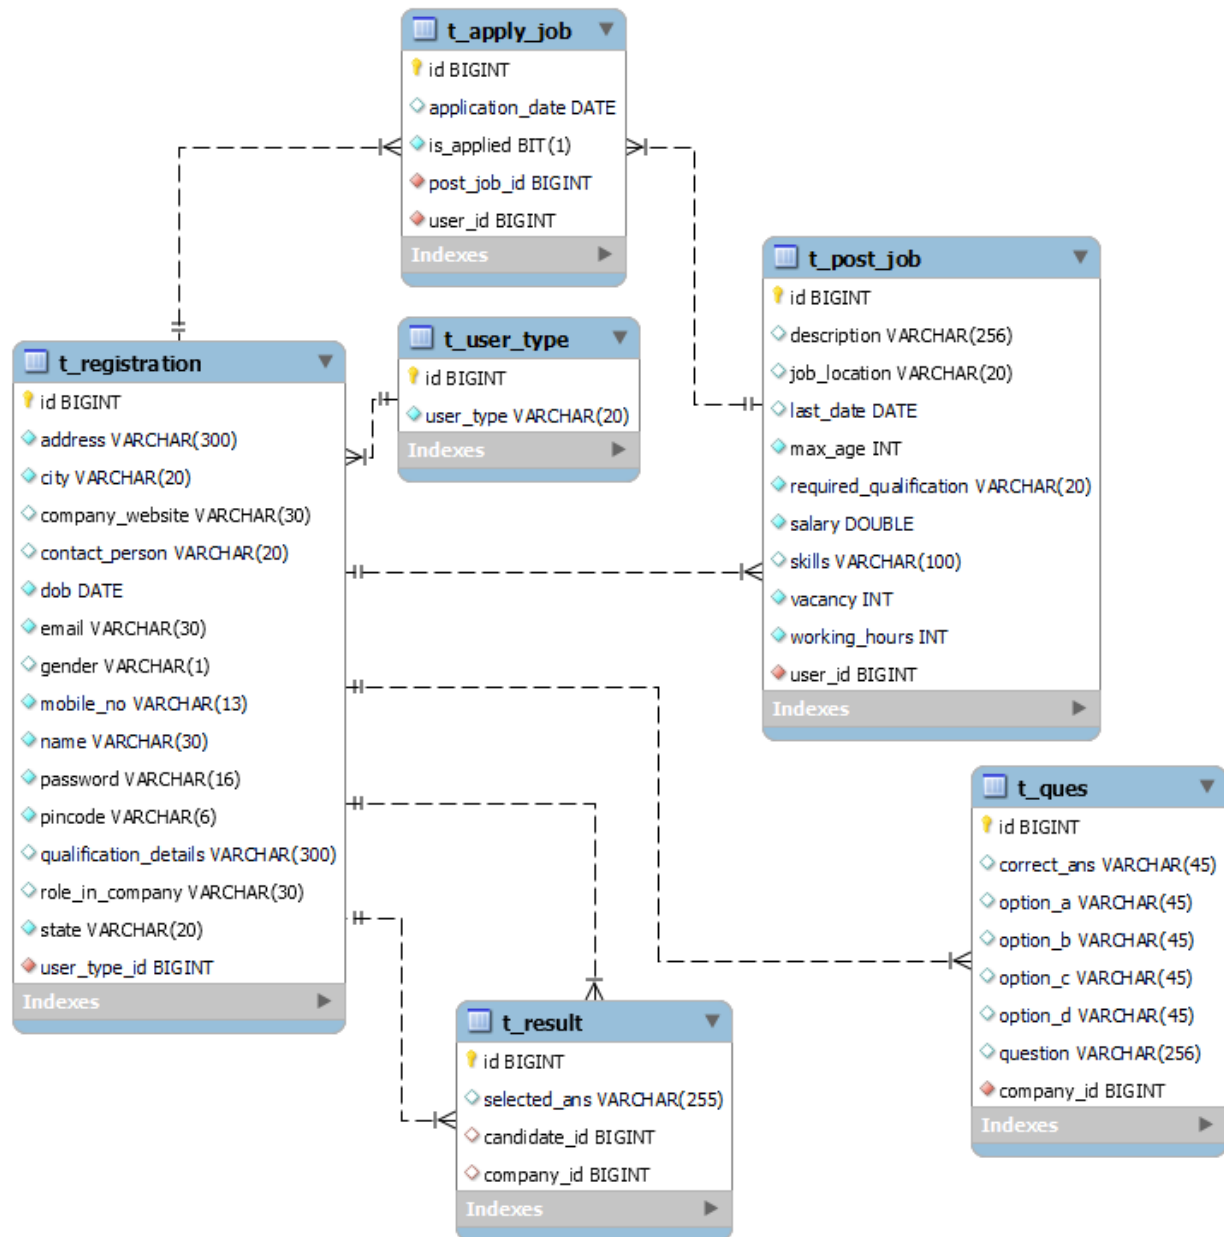 t_apply_job
id BIGINT
application_date DATE
is_applied BIT(1)
post_job_id BIGINT
user_id BIGINT
Indexes
t_post_job
id BIGINT
description VARCHAR(256)
job_location VARCHAR(20)
last_date DATE
max_age INT
required_qualification VARCHAR(20)
salary DOUBLE
skills VARCHAR(100)
vacancy INT
working_hours INT
user_id BIGINT
Indexes
t_user_type
id BIGINT
user_type VARCHAR(20)
Indexes
t_registration
id BIGINT
address VARCHAR(300)
city VARCHAR(20)
company_website VARCHAR(30)
contact_person VARCHAR(20)
dob DATE
email VARCHAR(30)
gender VARCHAR(1)
mobile_no VARCHAR(13)
name VARCHAR(30)
password VARCHAR(16)
pincode VARCHAR(6)
qualification_details VARCHAR(300)
role_in_company VARCHAR(30)
state VARCHAR(20)
user_type_id BIGINT
Indexes
t_ques
id BIGINT
correct_ans VARCHAR(45)
option_a VARCHAR(45)
option_b VARCHAR(45)
option_c VARCHAR(45)
option_d VARCHAR(45)
question VARCHAR(256)
company_id BIGINT
Indexes
t_result
id BIGINT
selected_ans VARCHAR(255)
candidate_id BIGINT
company_id BIGINT
Indexes